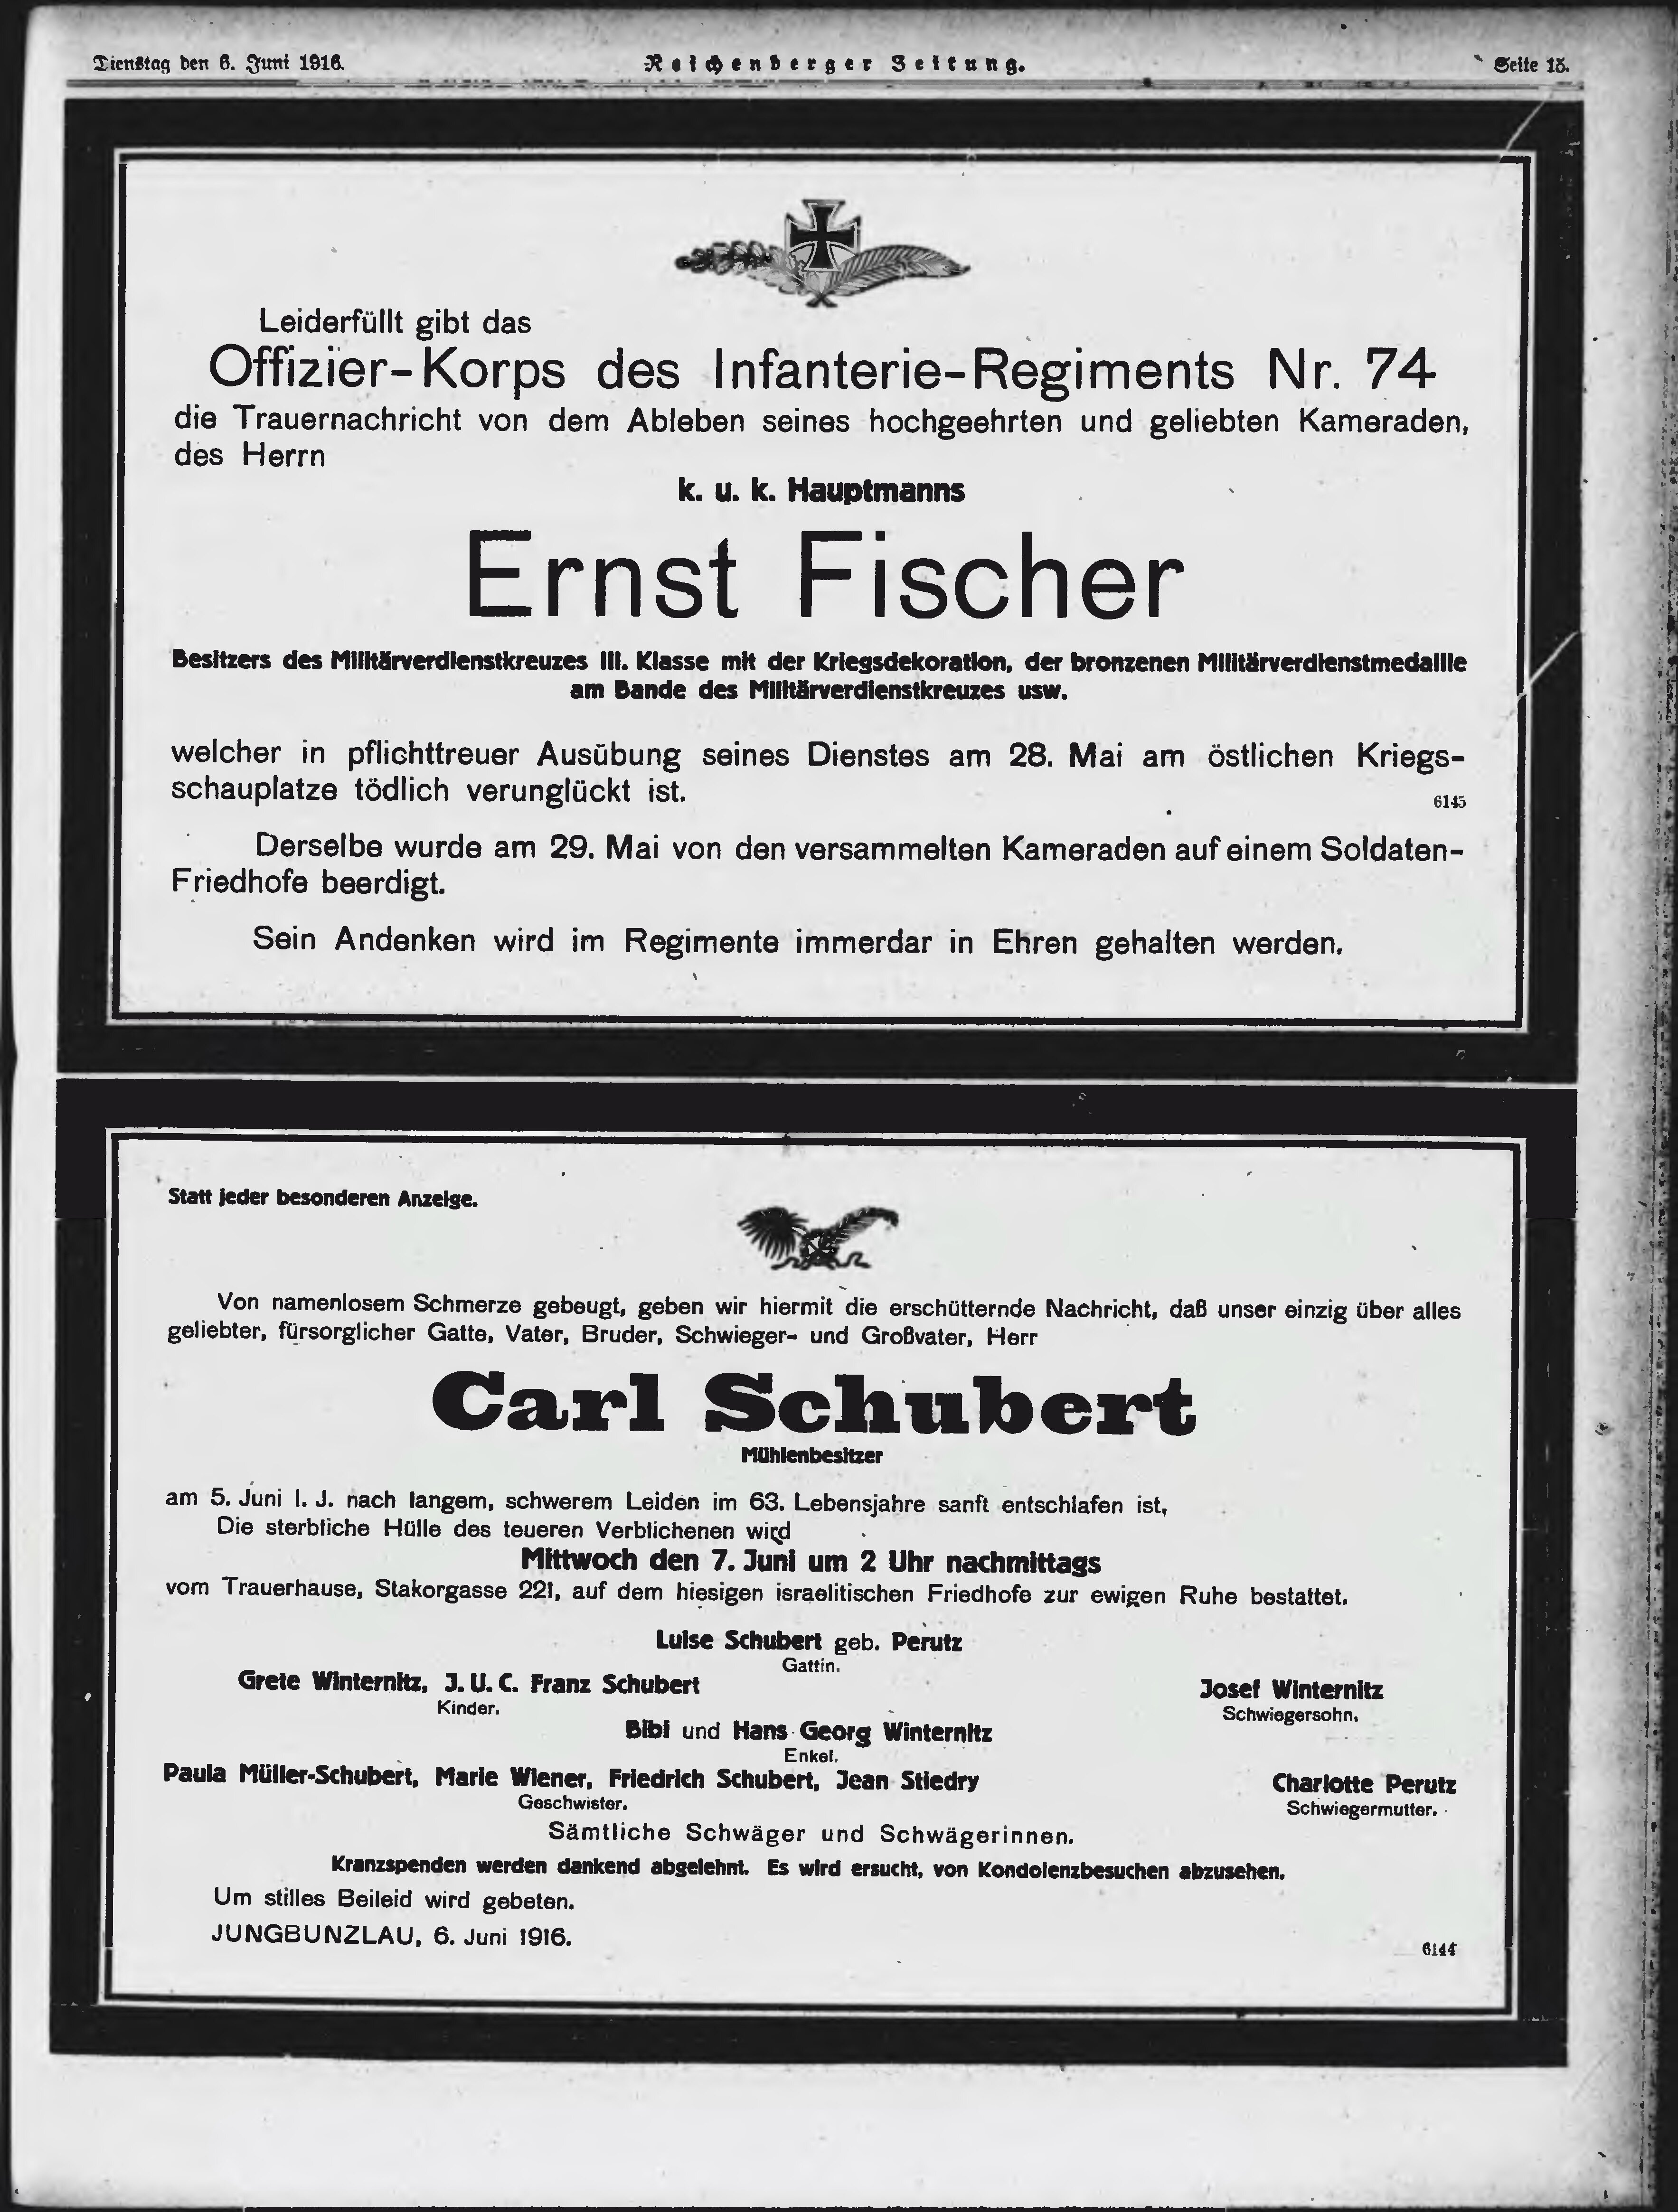 Dienstag den 6. Juni 1916.
Reichenberger Zeitung.
Seite 15.
Leiderfüllt gibt das
Offizier-Korps des Infanterie-Regiments Nr. 74
die Trauernachricht von dem Ableben seines hochgeehrten und geliebten Kameraden,
des Herrn
k. u. k. Hauptmanns
Ernst Fischer
Besitzers des Militärverdienstkreuzes III. Klasse mit der Kriegsdekoration, der bronzenen Militärverdienstmedaille
am Bande des Militärverdienstkreuzes usw.
welcher in pflichttreuer Ausübung seines Dienstes am 28. Mai am östlichen Kriegs-
schauplatze tödlich verunglückt ist.
6145
Derselbe wurde am 29. Mai von den versammelten Kameraden auf einem Soldaten-
Friedhofe beerdigt.
Sein Andenken wird im Regimente immerdar in Ehren gehalten werden.
Statt jeder besonderen Anzeige.
Von namenlosem Schmerze gebeugt, geben wir hiermit die erschütternde Nachricht, daß unser einzig über alles
geliebter, fürsorglicher Gatte, Vater, Bruder, Schwieger- und Großvater, Herr
Carl Schubert
Mühlenbesitzer
am 5. Juni l. J. nach langem, schwerem Leiden im 63. Lebensjahre sanft entschlafen ist,
Die sterbliche Hülle des teueren Verblichenen wird
Mittwoch den 7. Juni um 2 Uhr nachmittags
vom Trauerhause, Stakorgasse 221, auf dem hiesigen israelitischen Friedhofe zur ewigen Ruhe bestattet.
Luise Schubert geb. Perutz
Gattin.
Grete Winternitz, J. U. C. Franz Schubert
Kinder.
Josef Winternitz
Schwiegersohn.
Bibi und Hans Georg Winternitz
Enkel.
Paula Müller-Schubert, Marie Wiener, Friedrich Schubert, Jean Stiedry
Geschwister.
Charlotte Perutz
Schwiegermutter.
Sämtliche Schwäger und Schwägerinnen.
Kranzspenden werden dankend abgelehnt. Es wird ersucht, von Kondolenzbesuchen abzusehen.
Um stilles Beileid wird gebeten.
JUNGBUNZLAU, 6. Juni 1916.
6144